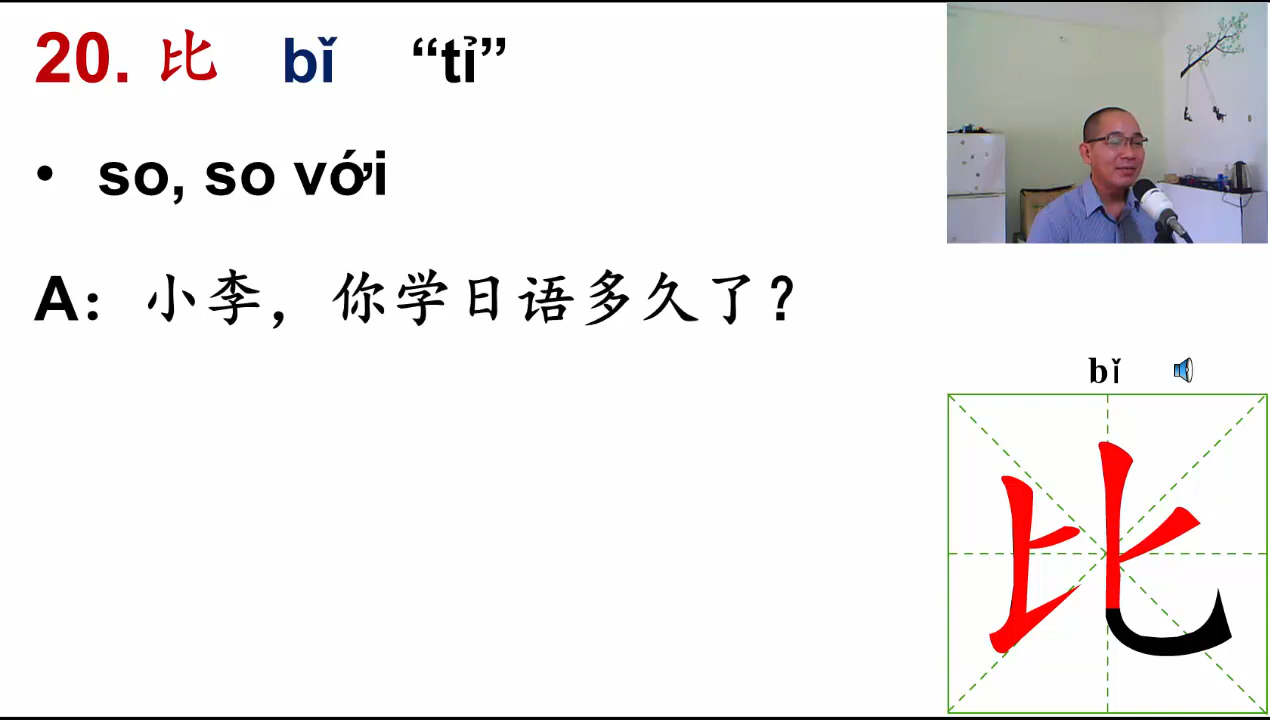 20. 比 bǐ “tỉ”
• so, so với
A：小李，你学日语多久了？
bǐ
比